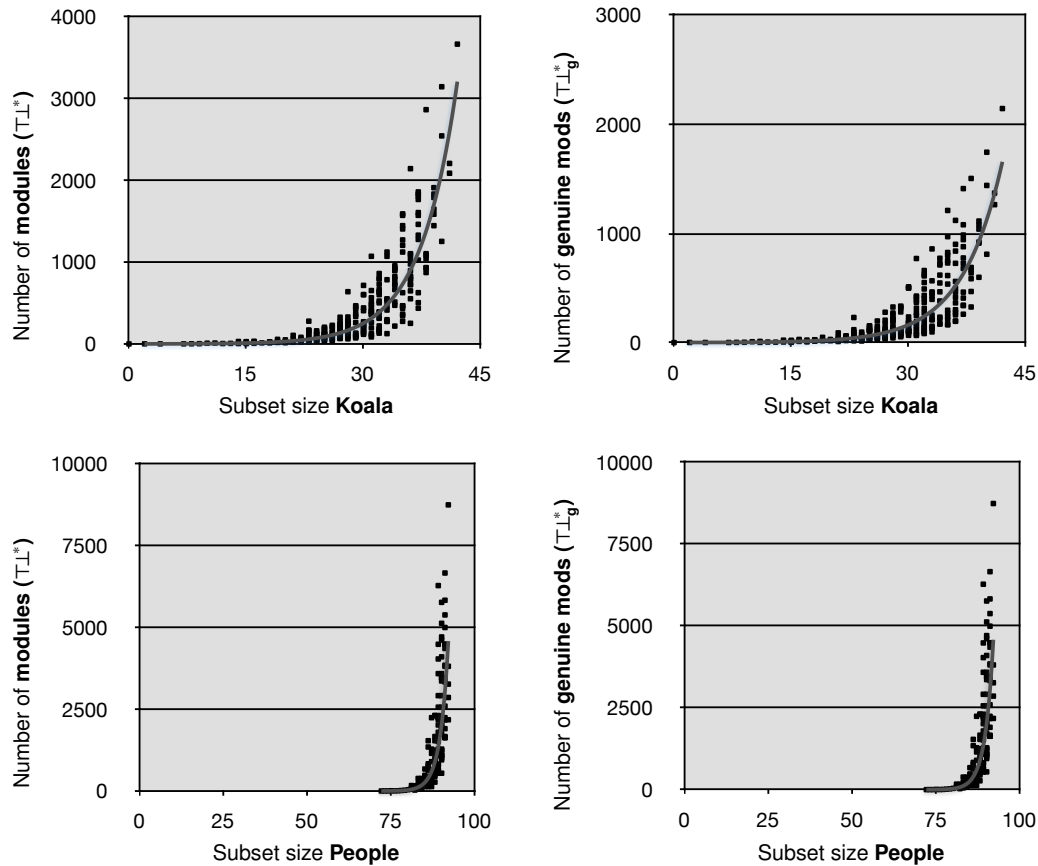 Number of modules (⊤⊥*)
4000
3000
2000
1000
0
0 15 30 45
Subset size Koala
Number of genuine mods (⊤⊥*g)
3000
2000
1000
0
0 15 30 45
Subset size Koala
Number of modules (⊤⊥*)
10000
7500
5000
2500
0
0 25 50 75 100
Subset size People
Number of genuine mods (⊤⊥*g)
10000
7500
5000
2500
0
0 25 50 75 100
Subset size People